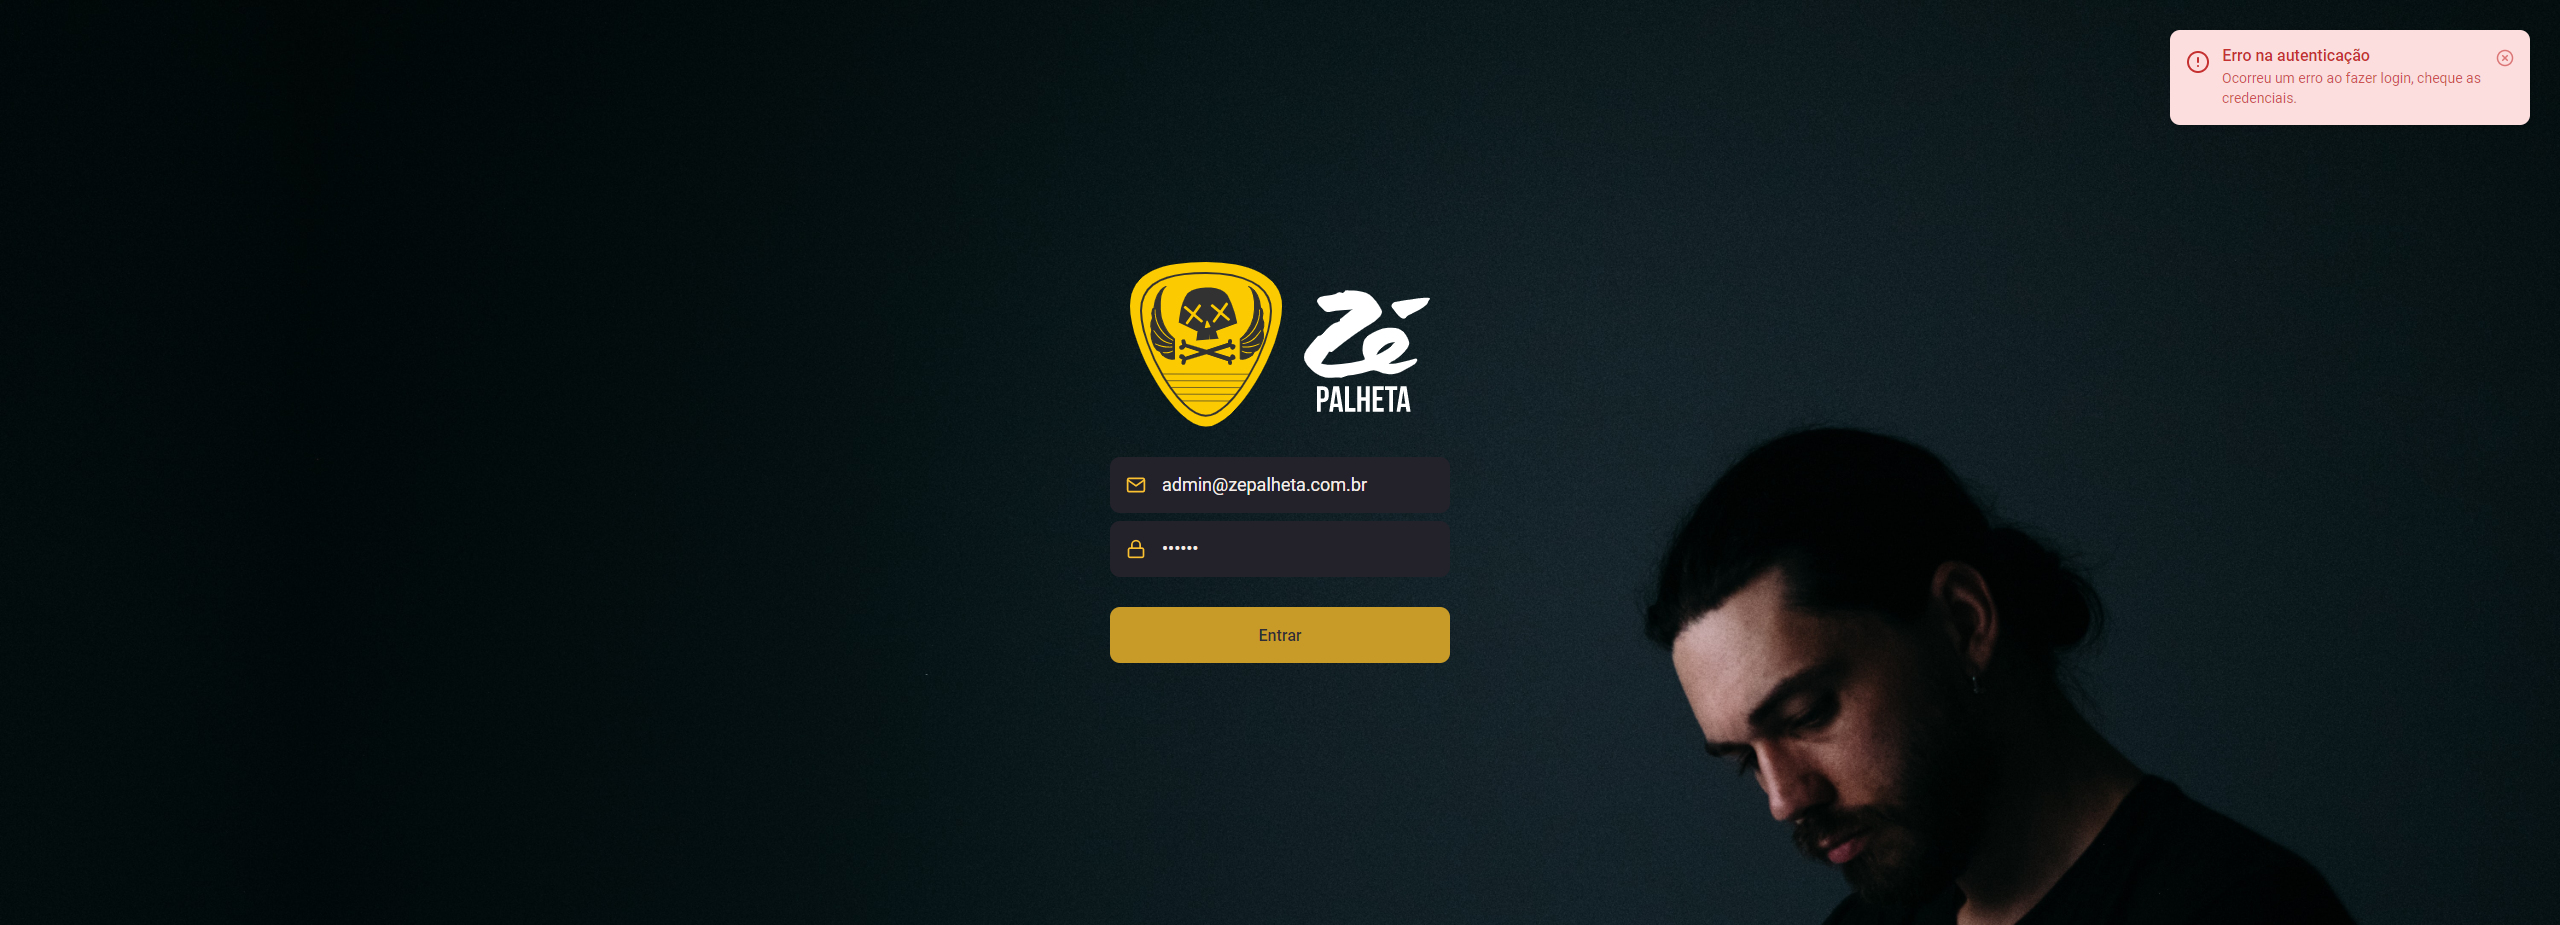 Erro na autenticação
Ocorreu um erro ao fazer login, cheque as
credenciais.
Zé
PALHETA
admin@zepalheta.com.br
••••••
Entrar